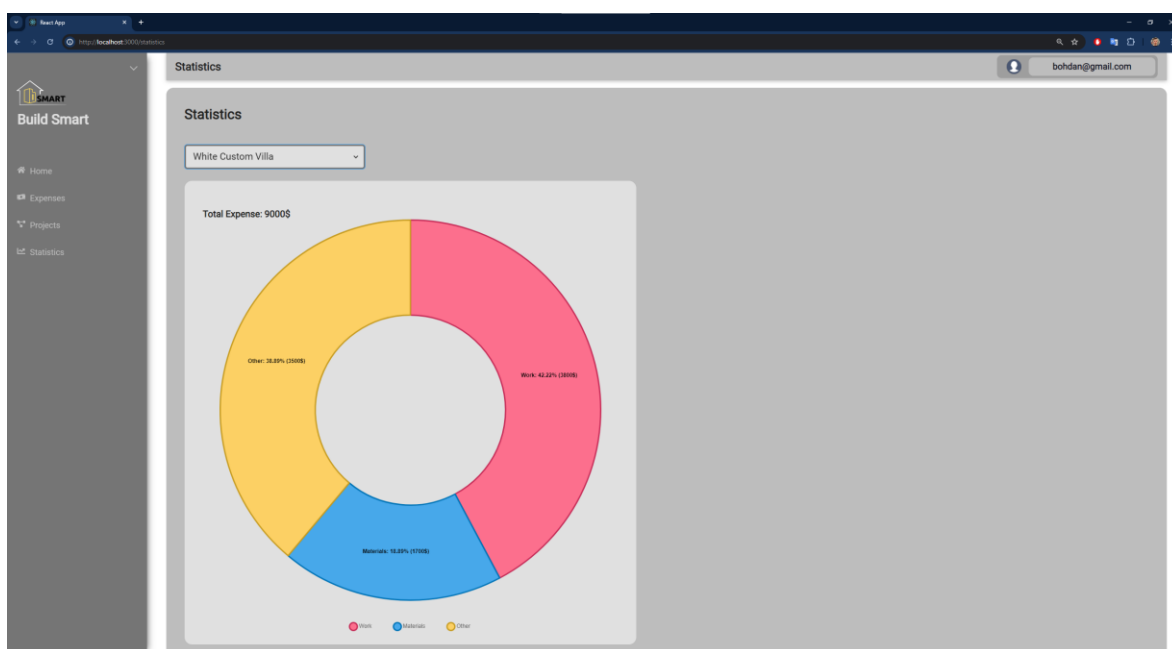 React App
http://localhost:3000/statistics
SMART
Build Smart
Home
Expenses
Projects
Statistics
Statistics
bohdan@gmail.com
Statistics
White Custom Villa
Total Expense: 9000$
Other: 38.89% (3500$)
Work: 42.22% (3800$)
Materials: 18.89% (1700$)
Work
Materials
Other